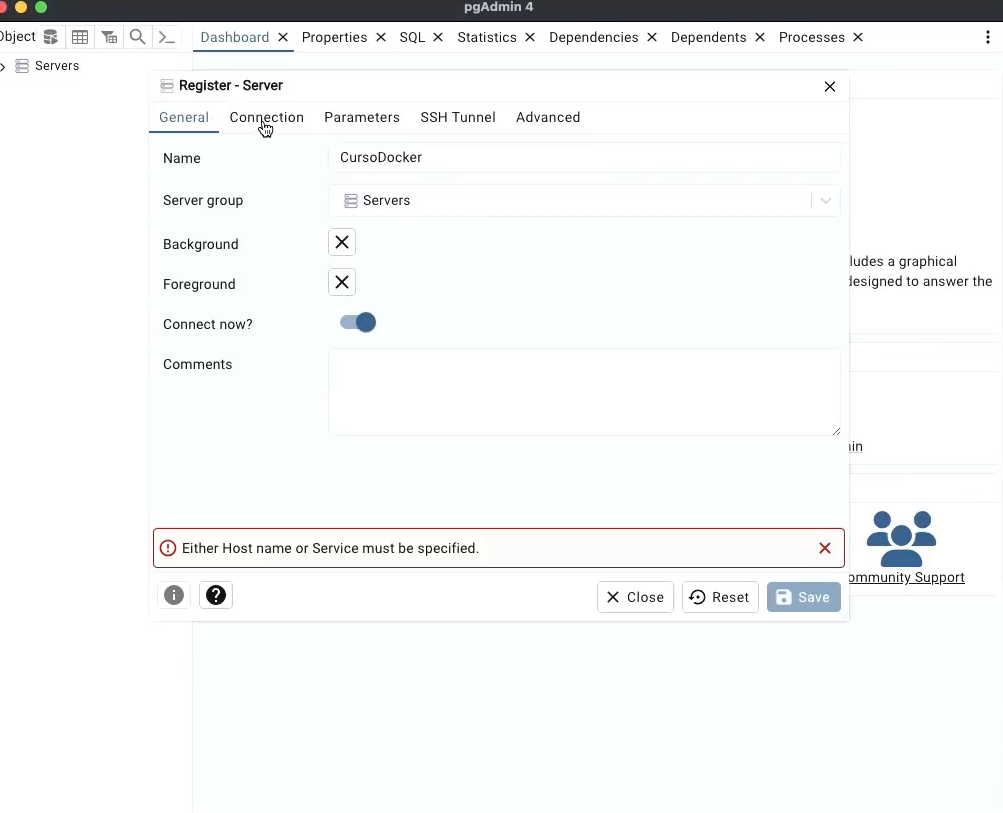 pgAdmin 4
Object
Dashboard Properties SQL Statistics Dependencies Dependents Processes
Servers
Register - Server
General Connection Parameters SSH Tunnel Advanced
Name CursoDocker
Server group Servers
Background
ludes a graphical
Foreground
designed to answer the
Connect now?
Comments
in
Either Host name or Service must be specified.
ommunity Support
Close Reset Save